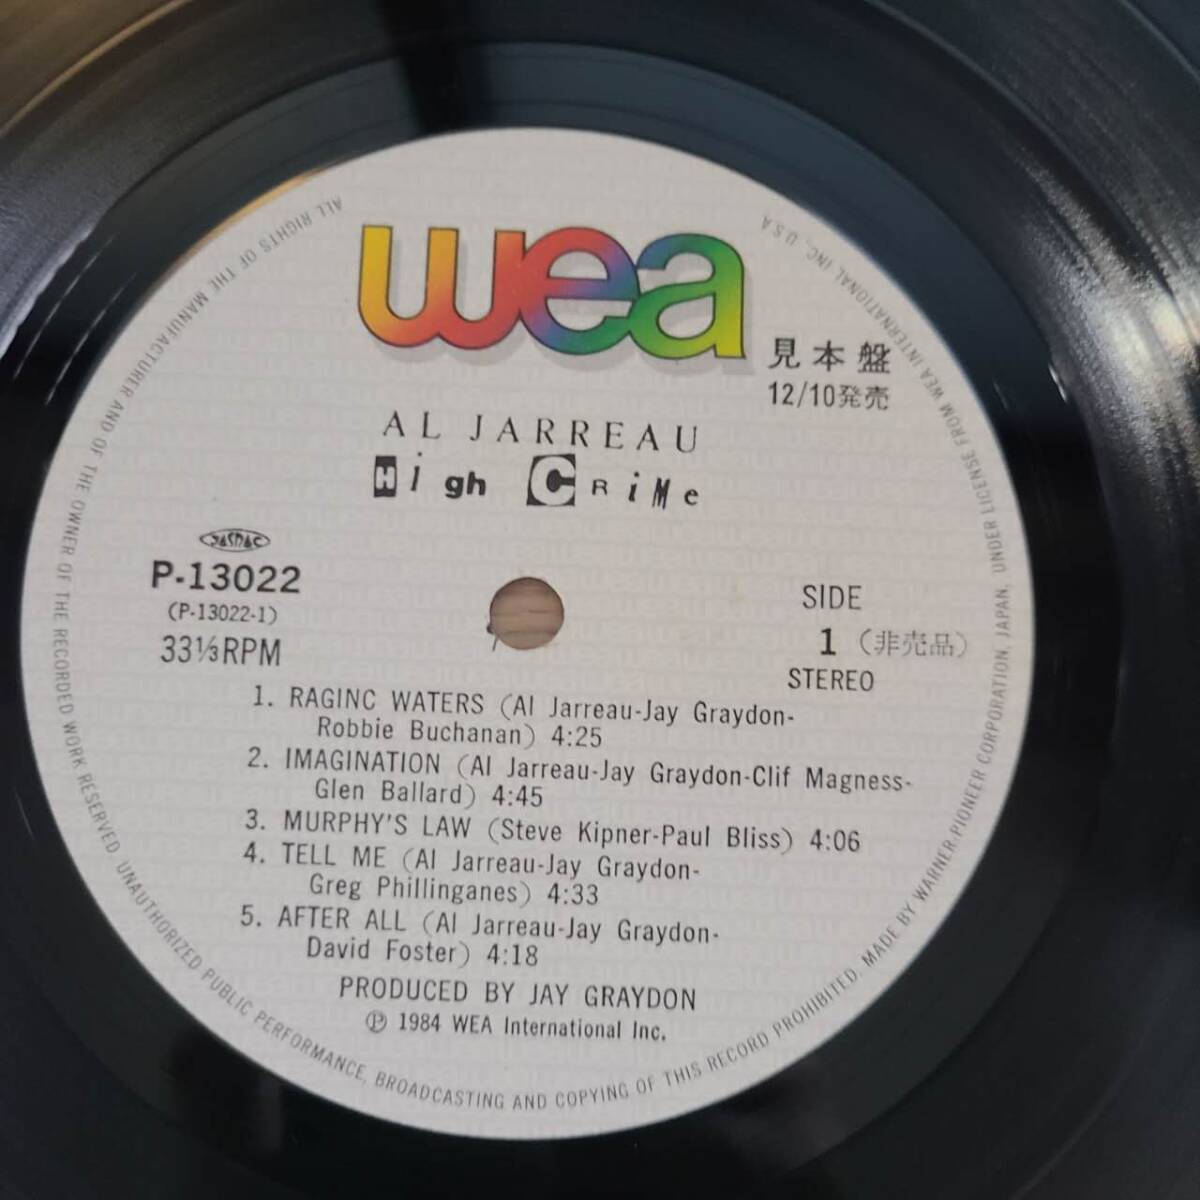 wea
見本盤
12/10発売
AL JARREAU
High CRiMe
JASRAC
P-13022
(P-13022-1)
33⅓RPM
SIDE
1 (非売品)
STEREO
1. RAGINC WATERS (Al Jarreau-Jay Graydon-
Robbie Buchanan) 4:25
2. IMAGINATION (Al Jarreau-Jay Graydon-Clif Magness-
Glen Ballard) 4:45
3. MURPHY'S LAW (Steve Kipner-Paul Bliss) 4:06
4. TELL ME (Al Jarreau-Jay Graydon-
Greg Phillinganes) 4:33
5. AFTER ALL (Al Jarreau-Jay Graydon-
David Foster) 4:18
PRODUCED BY JAY GRAYDON
Ⓟ 1984 WEA International Inc.
ALL RIGHTS OF THE MANUFACTURER AND OF THE OWNER OF THE RECORDED WORK RESERVED. UNAUTHORIZED PUBLIC PERFORMANCE, BROADCASTING AND COPYING OF THIS RECORD PROHIBITED. MADE BY WARNER-PIONEER CORPORATION, JAPAN, UNDER LICENSE FROM WEA INTERNATIONAL INC, U.S.A